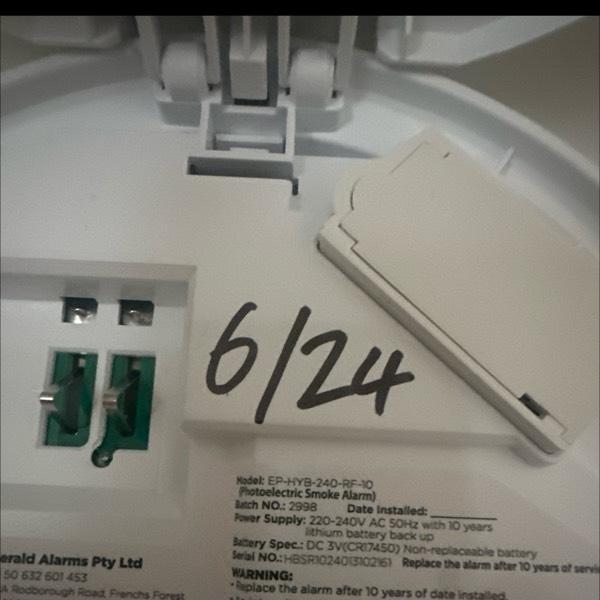 6/24
Model: EP-HYB-240-RF-10
(Photoelectric Smoke Alarm)
Batch NO.: 2998 Date Installed:
Power Supply: 220-240V AC 50Hz with 10 years
lithium battery back up
Battery Spec.: DC 3V(CR17450) Non-replaceable battery
Serial NO.: HBSR1024013102161 Replace the alarm after 10 years of servi
WARNING:
Replace the alarm after 10 years of date installed.
erald Alarms Pty Ltd
50 632 601 453
A Rodborough Road, Frenchs Forest